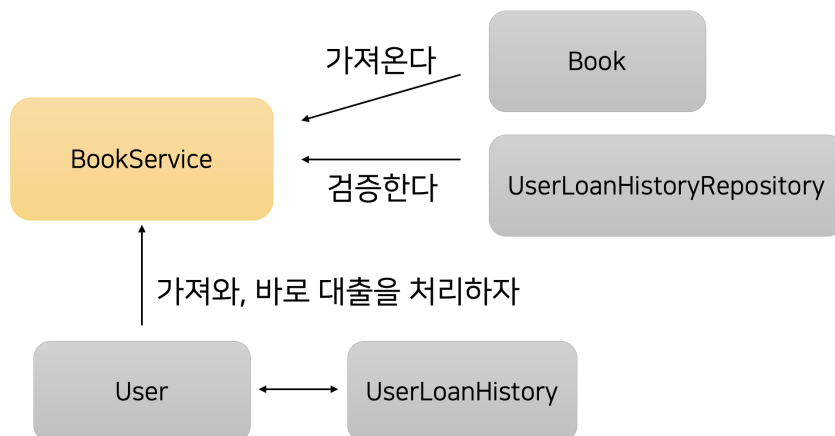 가져온다
Book
BookService
검증한다
UserLoanHistoryRepository
가져와, 바로 대출을 처리하자
User
UserLoanHistory